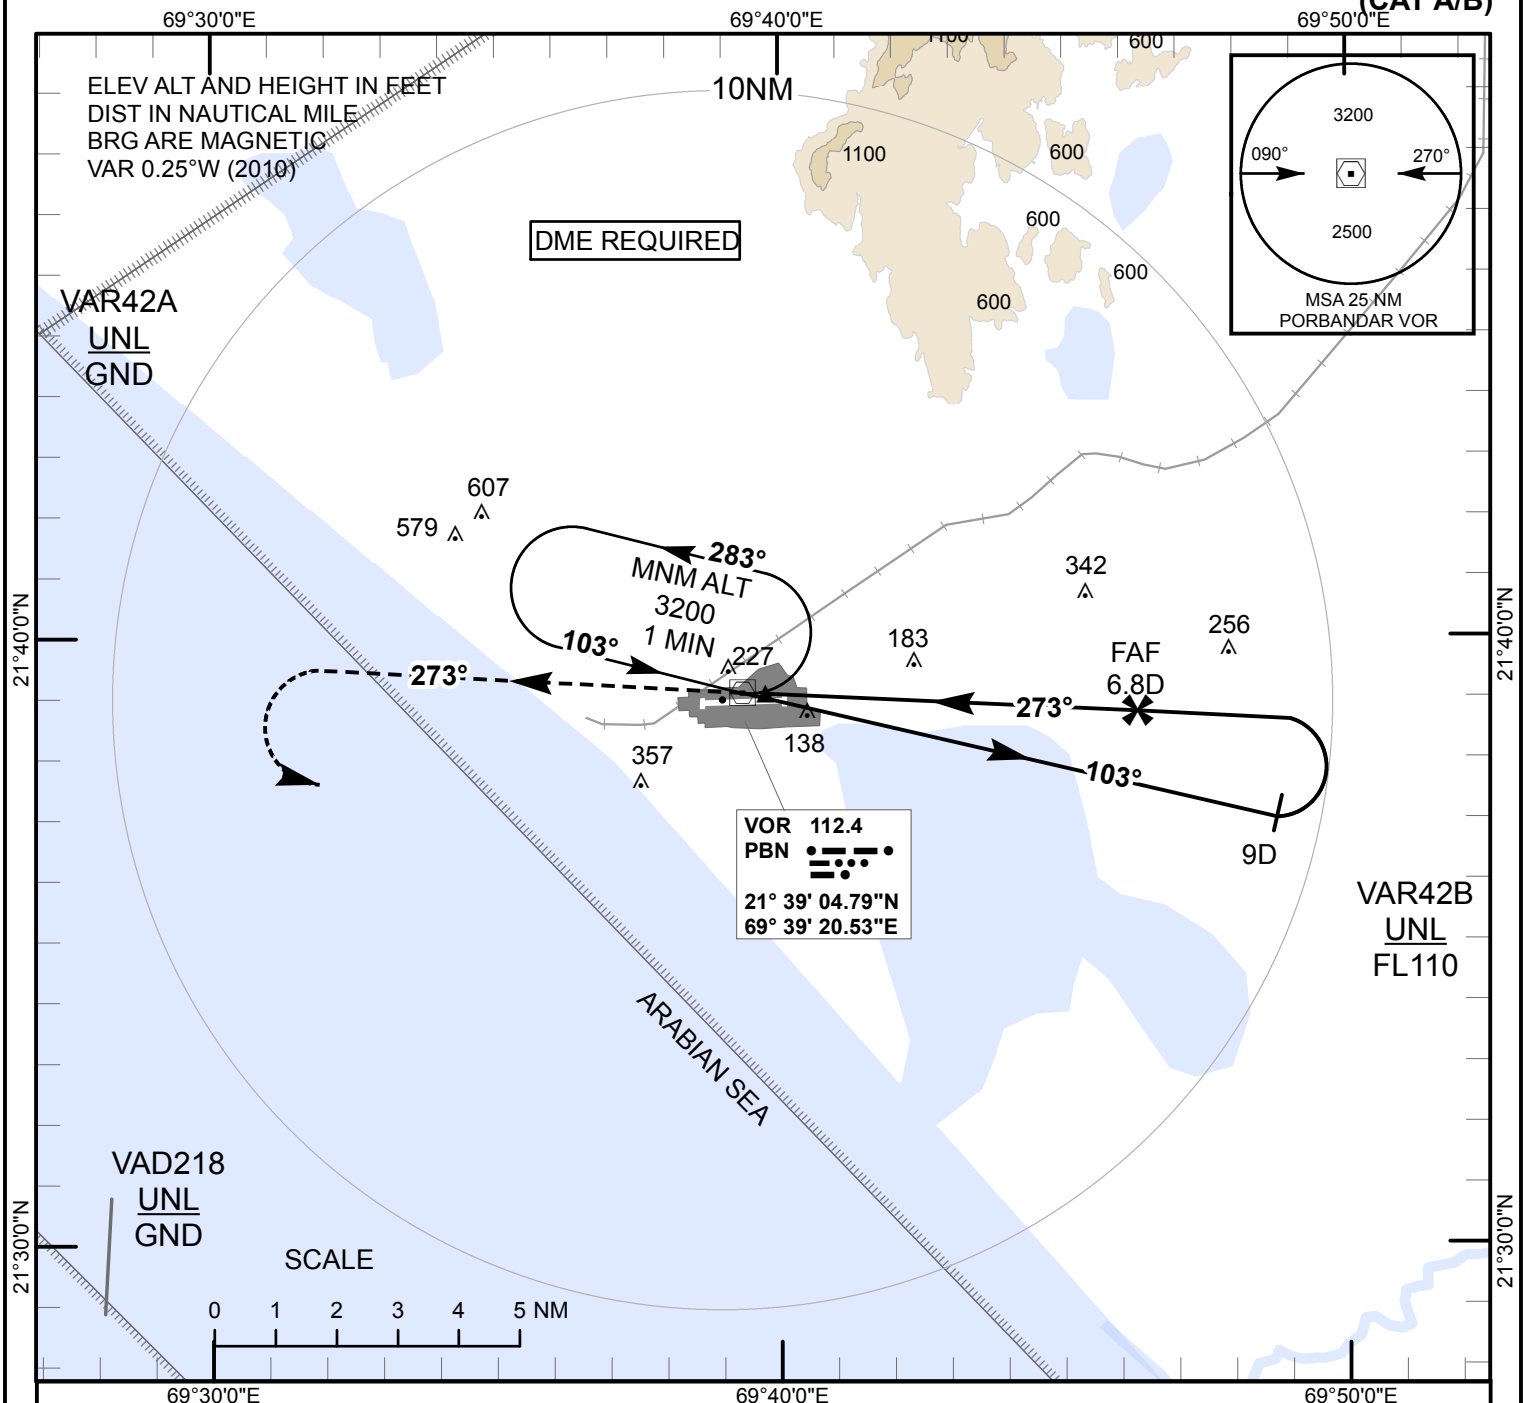 (CAT A/B)
69°30'0"E
69°40'0"E
69°50'0"E
ELEV ALT AND HEIGHT IN FEET
DIST IN NAUTICAL MILE
BRG ARE MAGNETIC
VAR 0.25°W (2010)
10NM
1100
600
1100
600
600
600
600
DME REQUIRED
3200
090°
270°
2500
MSA 25 NM
PORBANDAR VOR
VAR42A
UNL
GND
607
579
283°
MNM ALT
3200
1 MIN
103°
227
342
183
256
FAF
6.8D
21°40'0"N
21°40'0"N
273°
273°
138
357
103°
9D
VOR 112.4
PBN
21° 39' 04.79"N
69° 39' 20.53"E
VAR42B
UNL
FL110
ARABIAN SEA
VAD218
UNL
GND
21°30'0"N
21°30'0"N
SCALE
0 1 2 3 4 5 NM
69°30'0"E
69°40'0"E
69°50'0"E